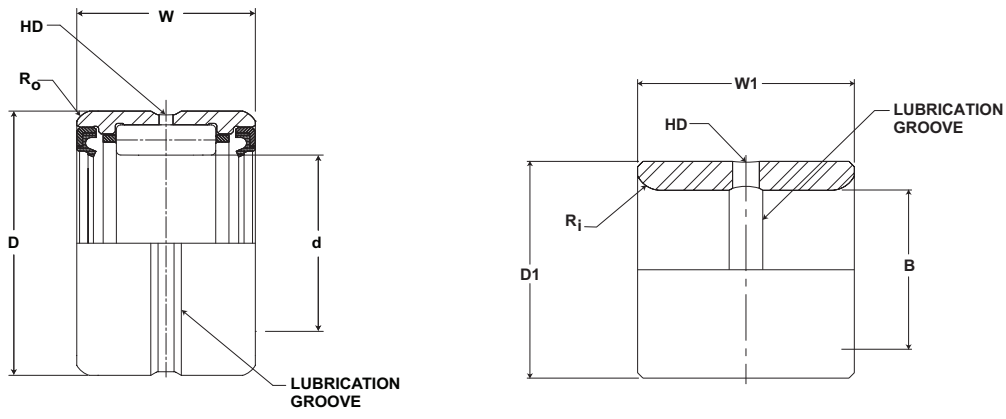 W
HD
Ro
D
d
LUBRICATION
GROOVE
W1
HD
LUBRICATION
GROOVE
Ri
D1
B